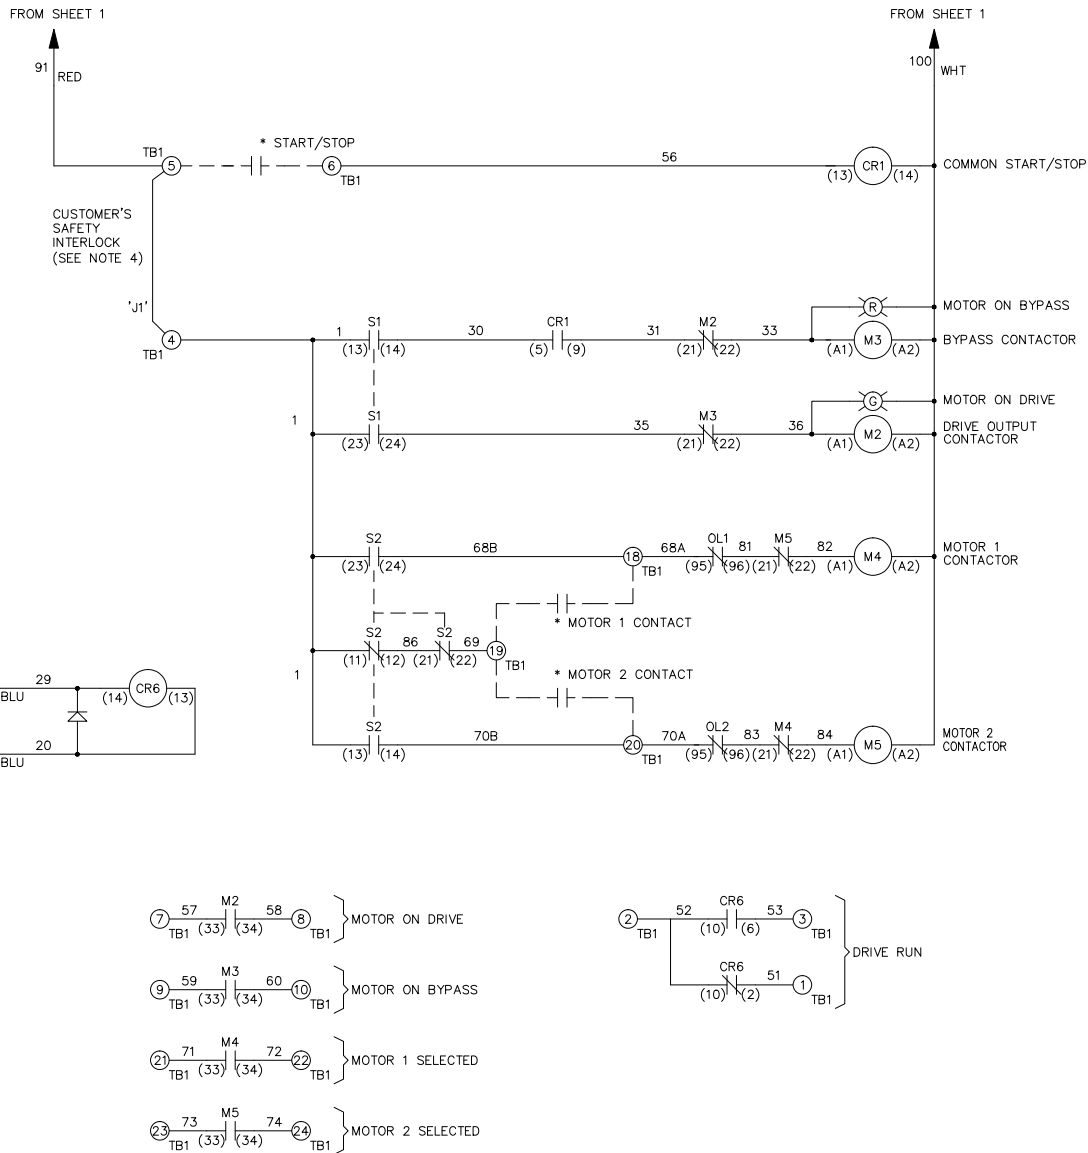 FROM SHEET 1
FROM SHEET 1
91
RED
100
WHT
* START/STOP
TB1
5
6
TB1
56
CR1
(13)
(14)
COMMON START/STOP
CUSTOMER'S
SAFETY
INTERLOCK
(SEE NOTE 4)
'J1'
4
TB1
R
MOTOR ON BYPASS
1
S1
(13)
(14)
30
CR1
(5)
(9)
31
M2
(21)
(22)
33
M3
(A1)
(A2)
BYPASS CONTACTOR
G
MOTOR ON DRIVE
1
S1
(23)
(24)
35
M3
(21)
(22)
36
M2
(A1)
(A2)
DRIVE OUTPUT
CONTACTOR
S2
(23)
(24)
68B
18
TB1
68A
OL1
(95)
(96)
81
M5
(21)
(22)
82
M4
(A1)
(A2)
MOTOR 1
CONTACTOR
* MOTOR 1 CONTACT
S2
(11)
(12)
86
S2
(21)
(22)
69
19
TB1
* MOTOR 2 CONTACT
1
29
BLU
(14)
CR6
(13)
20
BLU
S2
(13)
(14)
70B
20
TB1
70A
OL2
(95)
(96)
83
M4
(21)
(22)
84
M5
(A1)
(A2)
MOTOR 2
CONTACTOR
7
TB1
57
M2
(33)
(34)
58
8
TB1
MOTOR ON DRIVE
2
TB1
52
CR6
(10)
(6)
53
3
TB1
DRIVE RUN
CR6
(10)
(2)
51
1
TB1
9
TB1
59
M3
(33)
(34)
60
10
TB1
MOTOR ON BYPASS
21
TB1
71
M4
(33)
(34)
72
22
TB1
MOTOR 1 SELECTED
23
TB1
73
M5
(33)
(34)
74
24
TB1
MOTOR 2 SELECTED